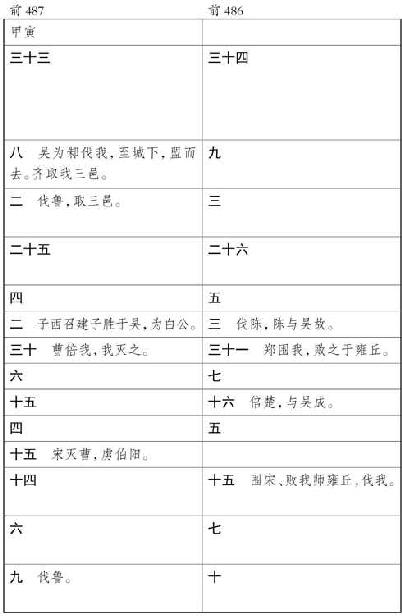 前 487
前 486
甲寅
三十三
三十四
八 吴为邾伐我,至城下,盟而
去。齐取我三邑。
九
二 伐鲁,取三邑。
三
二十五
二十六
四
五
二 子西召建子胜于吴,为白公。
三 伐陈,陈与吴故。
三十 曹倍我,我灭之。
三十一 郑围我,败之于雍丘。
六
七
十五
十六 倍楚,与吴成。
四
五
十五 宋灭曹,虏伯阳。
十四
十五 围宋、败我师雍丘,伐我。
六
七
九 伐鲁。
十